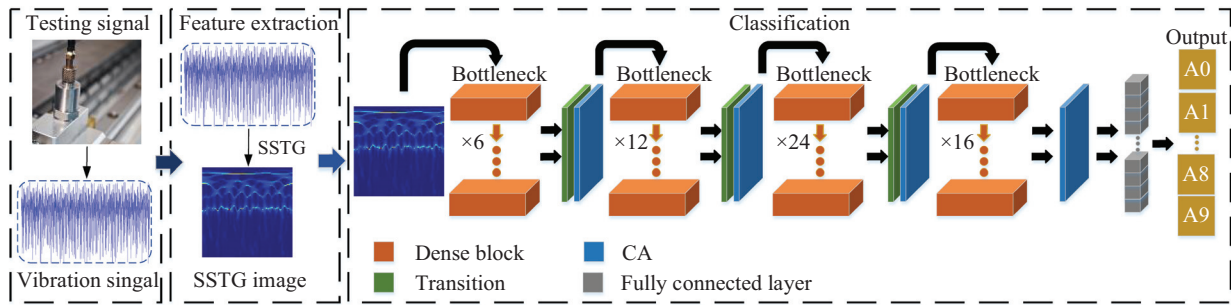 Testing signal
Vibration singal
Feature extraction
SSTG
SSTG image
Classification
Bottleneck
×6
Bottleneck
×12
Bottleneck
×24
Bottleneck
×16
Output
A0
A1
A8
A9
Dense block
CA
Transition
Fully connected layer